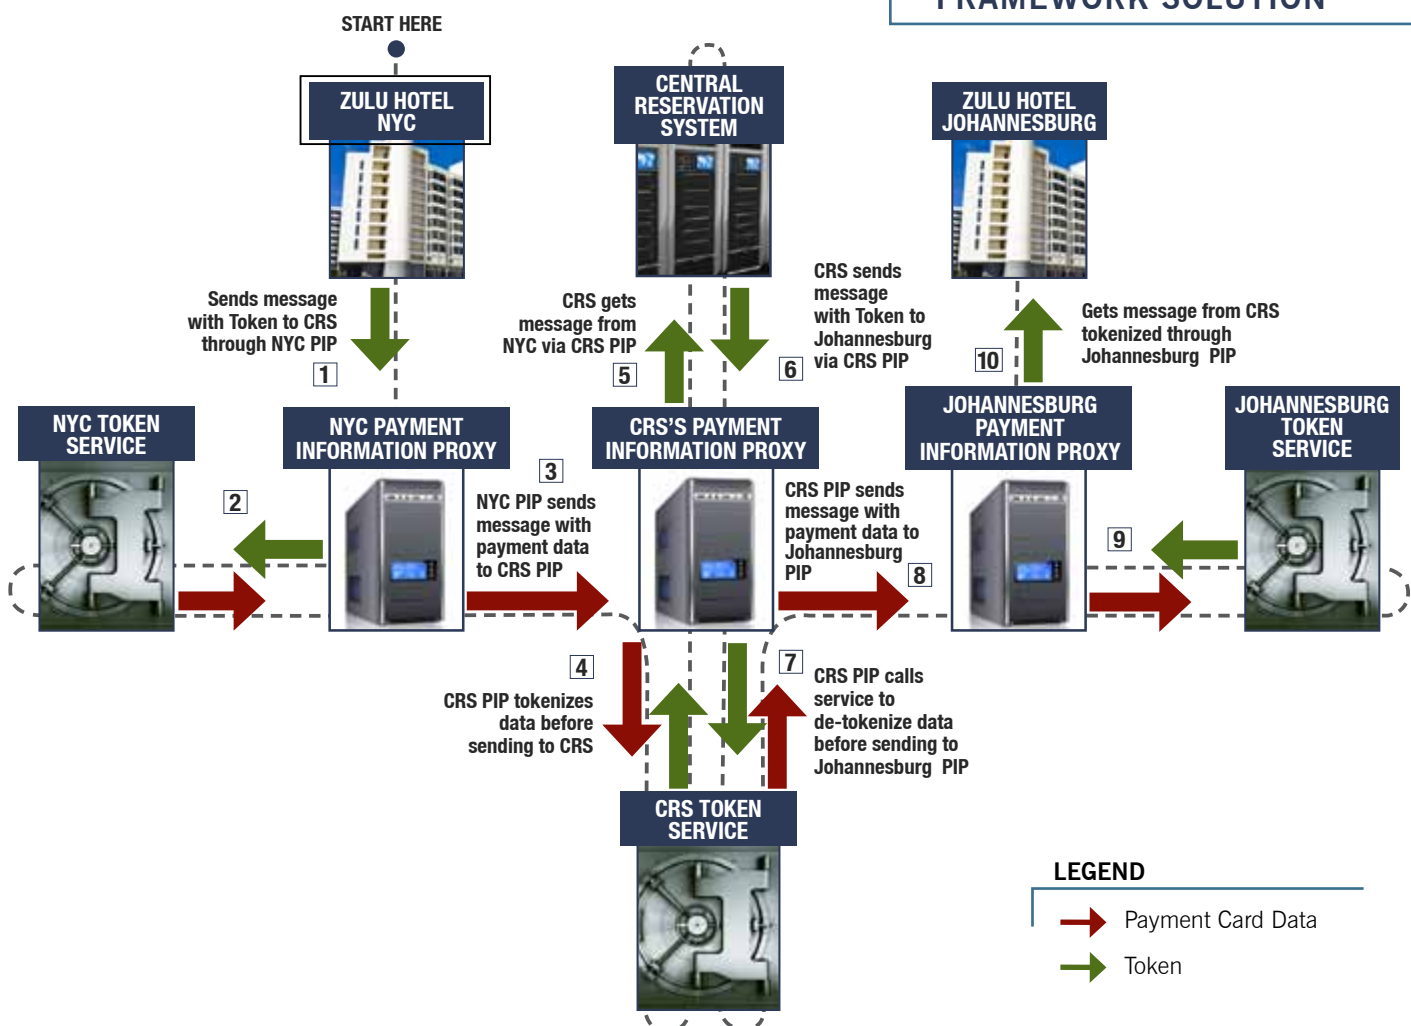 FRAMEWORK SOLUTION
START HERE
ZULU HOTEL
NYC
CENTRAL
RESERVATION
SYSTEM
ZULU HOTEL
JOHANNESBURG
Sends message
with Token to CRS
through NYC PIP
1
CRS gets
message from
NYC via CRS PIP
5
CRS sends
message
with Token to
Johannesburg
via CRS PIP
6
Gets message from CRS
tokenized through
Johannesburg PIP
10
NYC TOKEN
SERVICE
NYC PAYMENT
INFORMATION PROXY
CRS'S PAYMENT
INFORMATION PROXY
JOHANNESBURG
PAYMENT
INFORMATION PROXY
JOHANNESBURG
TOKEN
SERVICE
2
3
NYC PIP sends
message with
payment data
to CRS PIP
CRS PIP sends
message with
payment data to
Johannesburg
PIP
8
9
4
CRS PIP tokenizes
data before
sending to CRS
7
CRS PIP calls
service to
de-tokenize data
before sending to
Johannesburg PIP
CRS TOKEN
SERVICE
LEGEND
Payment Card Data
Token